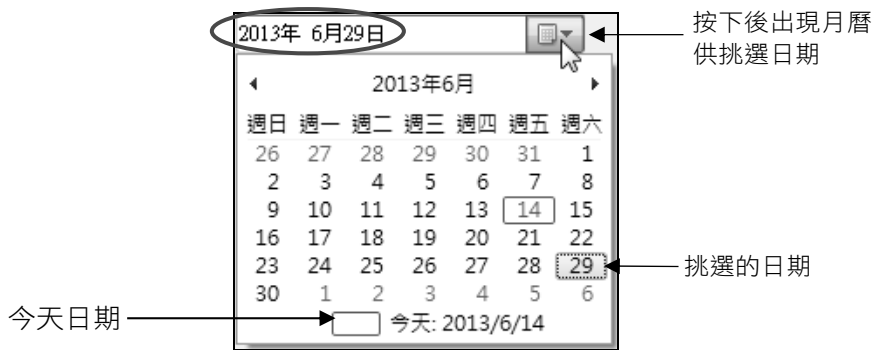 2013年 6月29日
按下後出現月曆
供挑選日期
2013年6月
週日 週一 週二 週三 週四 週五 週六
26 27 28 29 30 31 1
2 3 4 5 6 7 8
9 10 11 12 13 14 15
16 17 18 19 20 21 22
23 24 25 26 27 28 29
挑選的日期
30 1 2 3 4 5 6
今天日期
今天: 2013/6/14